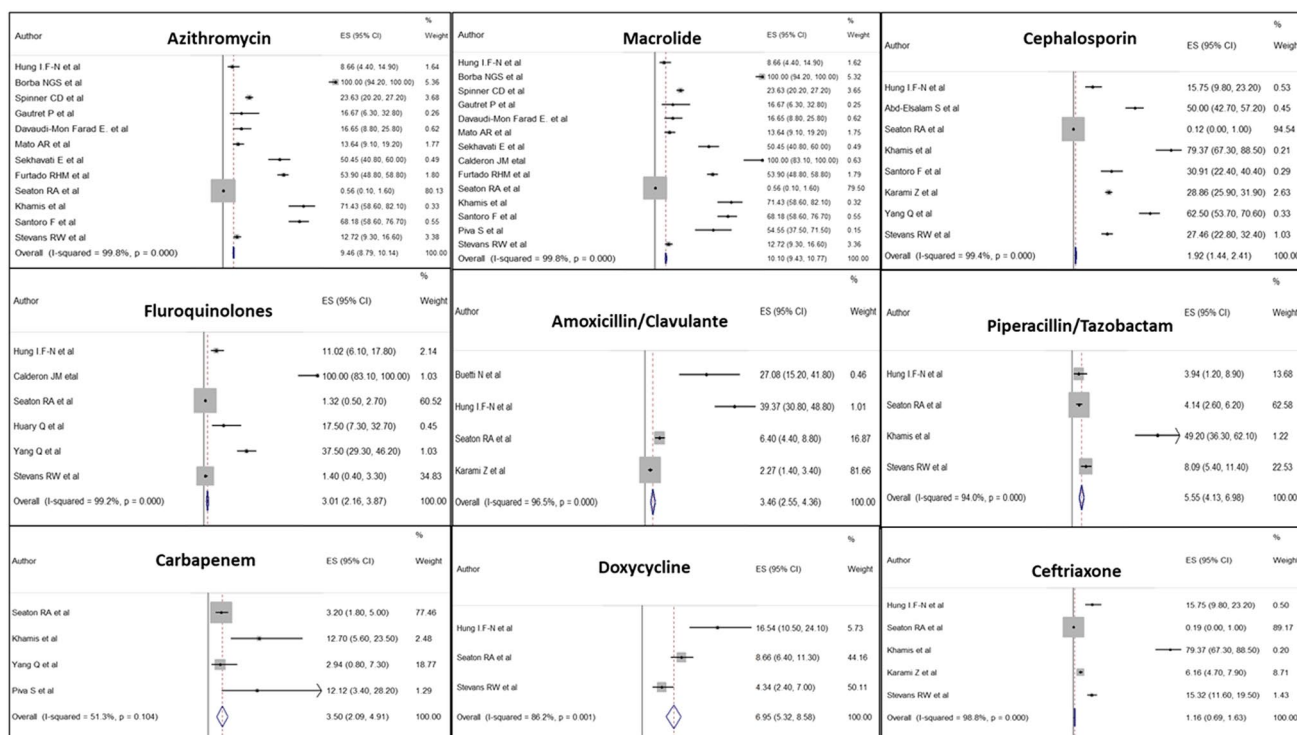 Azithromycin
%
Author ES (95% CI) Weight
Hung I.F-N et al 8.66 (4.40, 14.90) 1.64
Borba NGS et al 100.00 (94.20, 100.00) 5.36
Spinner CD et al 23.63 (20.20, 27.20) 3.68
Gautret P et al 16.67 (6.30, 32.80) 0.26
Davaudi-Mon Farad E. et al 16.65 (8.80, 25.80) 0.62
Mato AR et al 13.64 (9.10, 19.20) 1.77
Sekhavati E et al 50.45 (40.80, 60.00) 0.49
Furtado RHM et al 53.90 (48.80, 58.80) 1.80
Seaton RA et al 0.56 (0.10, 1.60) 80.13
Khamis et al 71.43 (58.60, 82.10) 0.33
Santoro F et al 68.18 (58.60, 76.70) 0.55
Stevans RW et al 12.72 (9.30, 16.60) 3.38
Overall (I-squared = 99.8%, p = 0.000) 9.46 (8.79, 10.14) 100.00
Macrolide
%
Author ES (95% CI) Weight
Hung I.F-N et al 8.66 (4.40, 14.90) 1.62
Borba NGS et al 100.00 (94.20, 100.00) 5.32
Spinner CD et al 23.63 (20.20, 27.20) 3.65
Gautret P et al 16.67 (6.30, 32.80) 0.25
Davaudi-Mon Farad E. 16.65 (8.80, 25.80) 0.62
Mato AR et al 13.64 (9.10, 19.20) 1.75
Sekhavati E et al 50.45 (40.80, 60.00) 0.49
Calderon JM etal 100.00 (83.10, 100.00) 0.63
Furtado RHM et al 53.90 (48.80, 58.80) 1.79
Seaton RA et al 0.56 (0.10, 1.60) 79.50
Khamis et al 71.43 (58.60, 82.10) 0.32
Santoro F et al 68.18 (58.60, 76.70) 0.55
Piva S et al 54.55 (37.50, 71.50) 0.15
Stevans RW et al 12.72 (9.30, 16.60) 3.36
Overall (I-squared = 99.8%, p = 0.000) 10.10 (9.43, 10.77) 100.00
Cephalosporin
%
Author ES (95% CI) Weight
Hung I.F-N et al 15.75 (9.80, 23.20) 0.53
Abd-Elsalam S et al 50.00 (42.70, 57.20) 0.45
Seaton RA et al 0.12 (0.00, 1.00) 94.54
Khamis et al 79.37 (67.30, 88.50) 0.21
Santoro F et al 30.91 (22.40, 40.40) 0.29
Karami Z et al 28.86 (25.90, 31.90) 2.63
Yang Q et al 62.50 (53.70, 70.60) 0.33
Stevans RW et al 27.46 (22.80, 32.40) 1.03
Overall (I-squared = 99.4%, p = 0.000) 1.92 (1.44, 2.41) 100.00
Fluroquinolones
%
Author ES (95% CI) Weight
Hung I.F-N et al 11.02 (6.10, 17.80) 2.14
Calderon JM etal 100.00 (83.10, 100.00) 1.03
Seaton RA et al 1.32 (0.50, 2.70) 60.52
Huary Q et al 17.50 (7.30, 32.70) 0.45
Yang Q et al 37.50 (29.30, 46.20) 1.03
Stevans RW et al 1.40 (0.40, 3.30) 34.83
Overall (I-squared = 99.2%, p = 0.000) 3.01 (2.16, 3.87) 100.00
Amoxicillin/Clavulante
%
Author ES (95% CI) Weight
Buetti N et al 27.08 (15.20, 41.80) 0.46
Hung I.F-N et al 39.37 (30.80, 48.80) 1.01
Seaton RA et al 6.40 (4.40, 8.80) 16.87
Karami Z et al 2.27 (1.40, 3.40) 81.66
Overall (I-squared = 96.5%, p = 0.000) 3.46 (2.55, 4.36) 100.00
Piperacillin/Tazobactam
%
Author ES (95% CI) Weight
Hung I.F-N et al 3.94 (1.20, 8.90) 13.68
Seaton RA et al 4.14 (2.60, 6.20) 62.58
Khamis et al 49.20 (36.30, 62.10) 1.22
Stevans RW et al 8.09 (5.40, 11.40) 22.53
Overall (I-squared = 94.0%, p = 0.000) 5.55 (4.13, 6.98) 100.00
Carbapenem
%
Author ES (95% CI) Weight
Seaton RA et al 3.20 (1.80, 5.00) 77.46
Khamis et al 12.70 (5.60, 23.50) 2.48
Yang Q et al 2.94 (0.80, 7.30) 18.77
Piva S et al 12.12 (3.40, 28.20) 1.29
Overall (I-squared = 51.3%, p = 0.104) 3.50 (2.09, 4.91) 100.00
Doxycycline
%
Author ES (95% CI) Weight
Hung I.F-N et al 16.54 (10.50, 24.10) 5.73
Seaton RA et al 8.66 (6.40, 11.30) 44.16
Stevans RW et al 4.34 (2.40, 7.00) 50.11
Overall (I-squared = 86.2%, p = 0.001) 6.95 (5.32, 8.58) 100.00
Ceftriaxone
%
Author ES (95% CI) Weight
Hung I.F-N et al 15.75 (9.80, 23.20) 0.50
Seaton RA et al 0.19 (0.00, 1.00) 89.17
Khamis et al 79.37 (67.30, 88.50) 0.20
Karami Z et al 6.16 (4.70, 7.90) 8.71
Stevans RW et al 15.32 (11.60, 19.50) 1.43
Overall (I-squared = 98.8%, p = 0.000) 1.16 (0.69, 1.63) 100.00